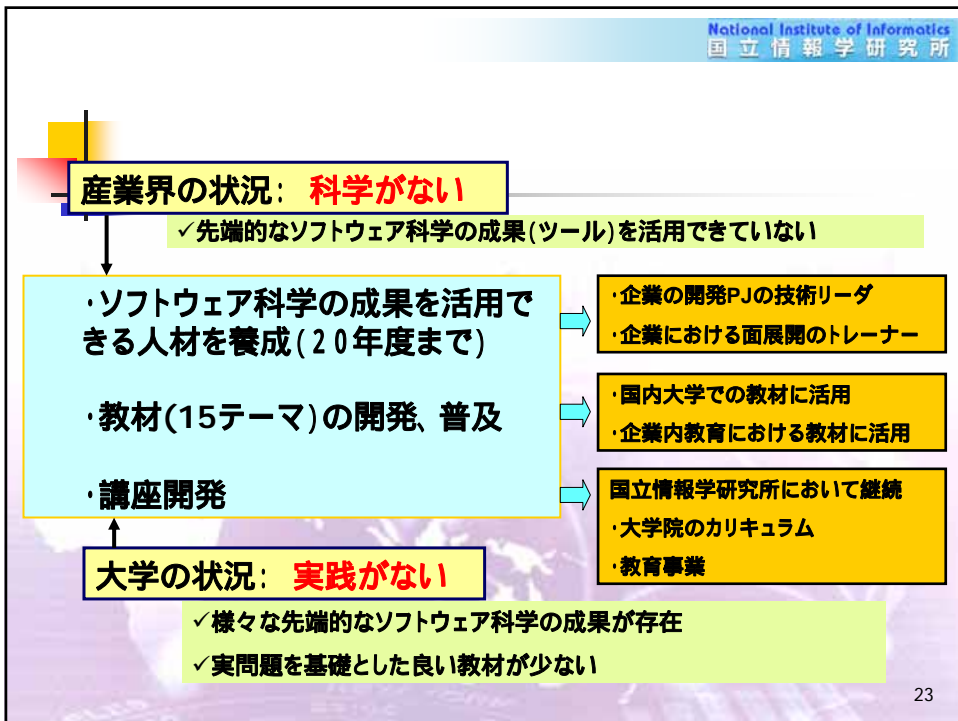 National Institute of Informatics
国立情報学研究所
産業界の状況: 科学がない
✓先端的なソフトウェア科学の成果(ツール)を活用できていない
・ソフトウェア科学の成果を活用で
きる人材を養成(20年度まで)
・教材(15テーマ)の開発、普及
・講座開発
・企業の開発PJの技術リーダ
・企業における面展開のトレーナー
・国内大学での教材に活用
・企業内教育における教材に活用
国立情報学研究所において継続
・大学院のカリキュラム
・教育事業
大学の状況: 実践がない
✓様々な先端的なソフトウェア科学の成果が存在
✓実問題を基礎とした良い教材が少ない
23